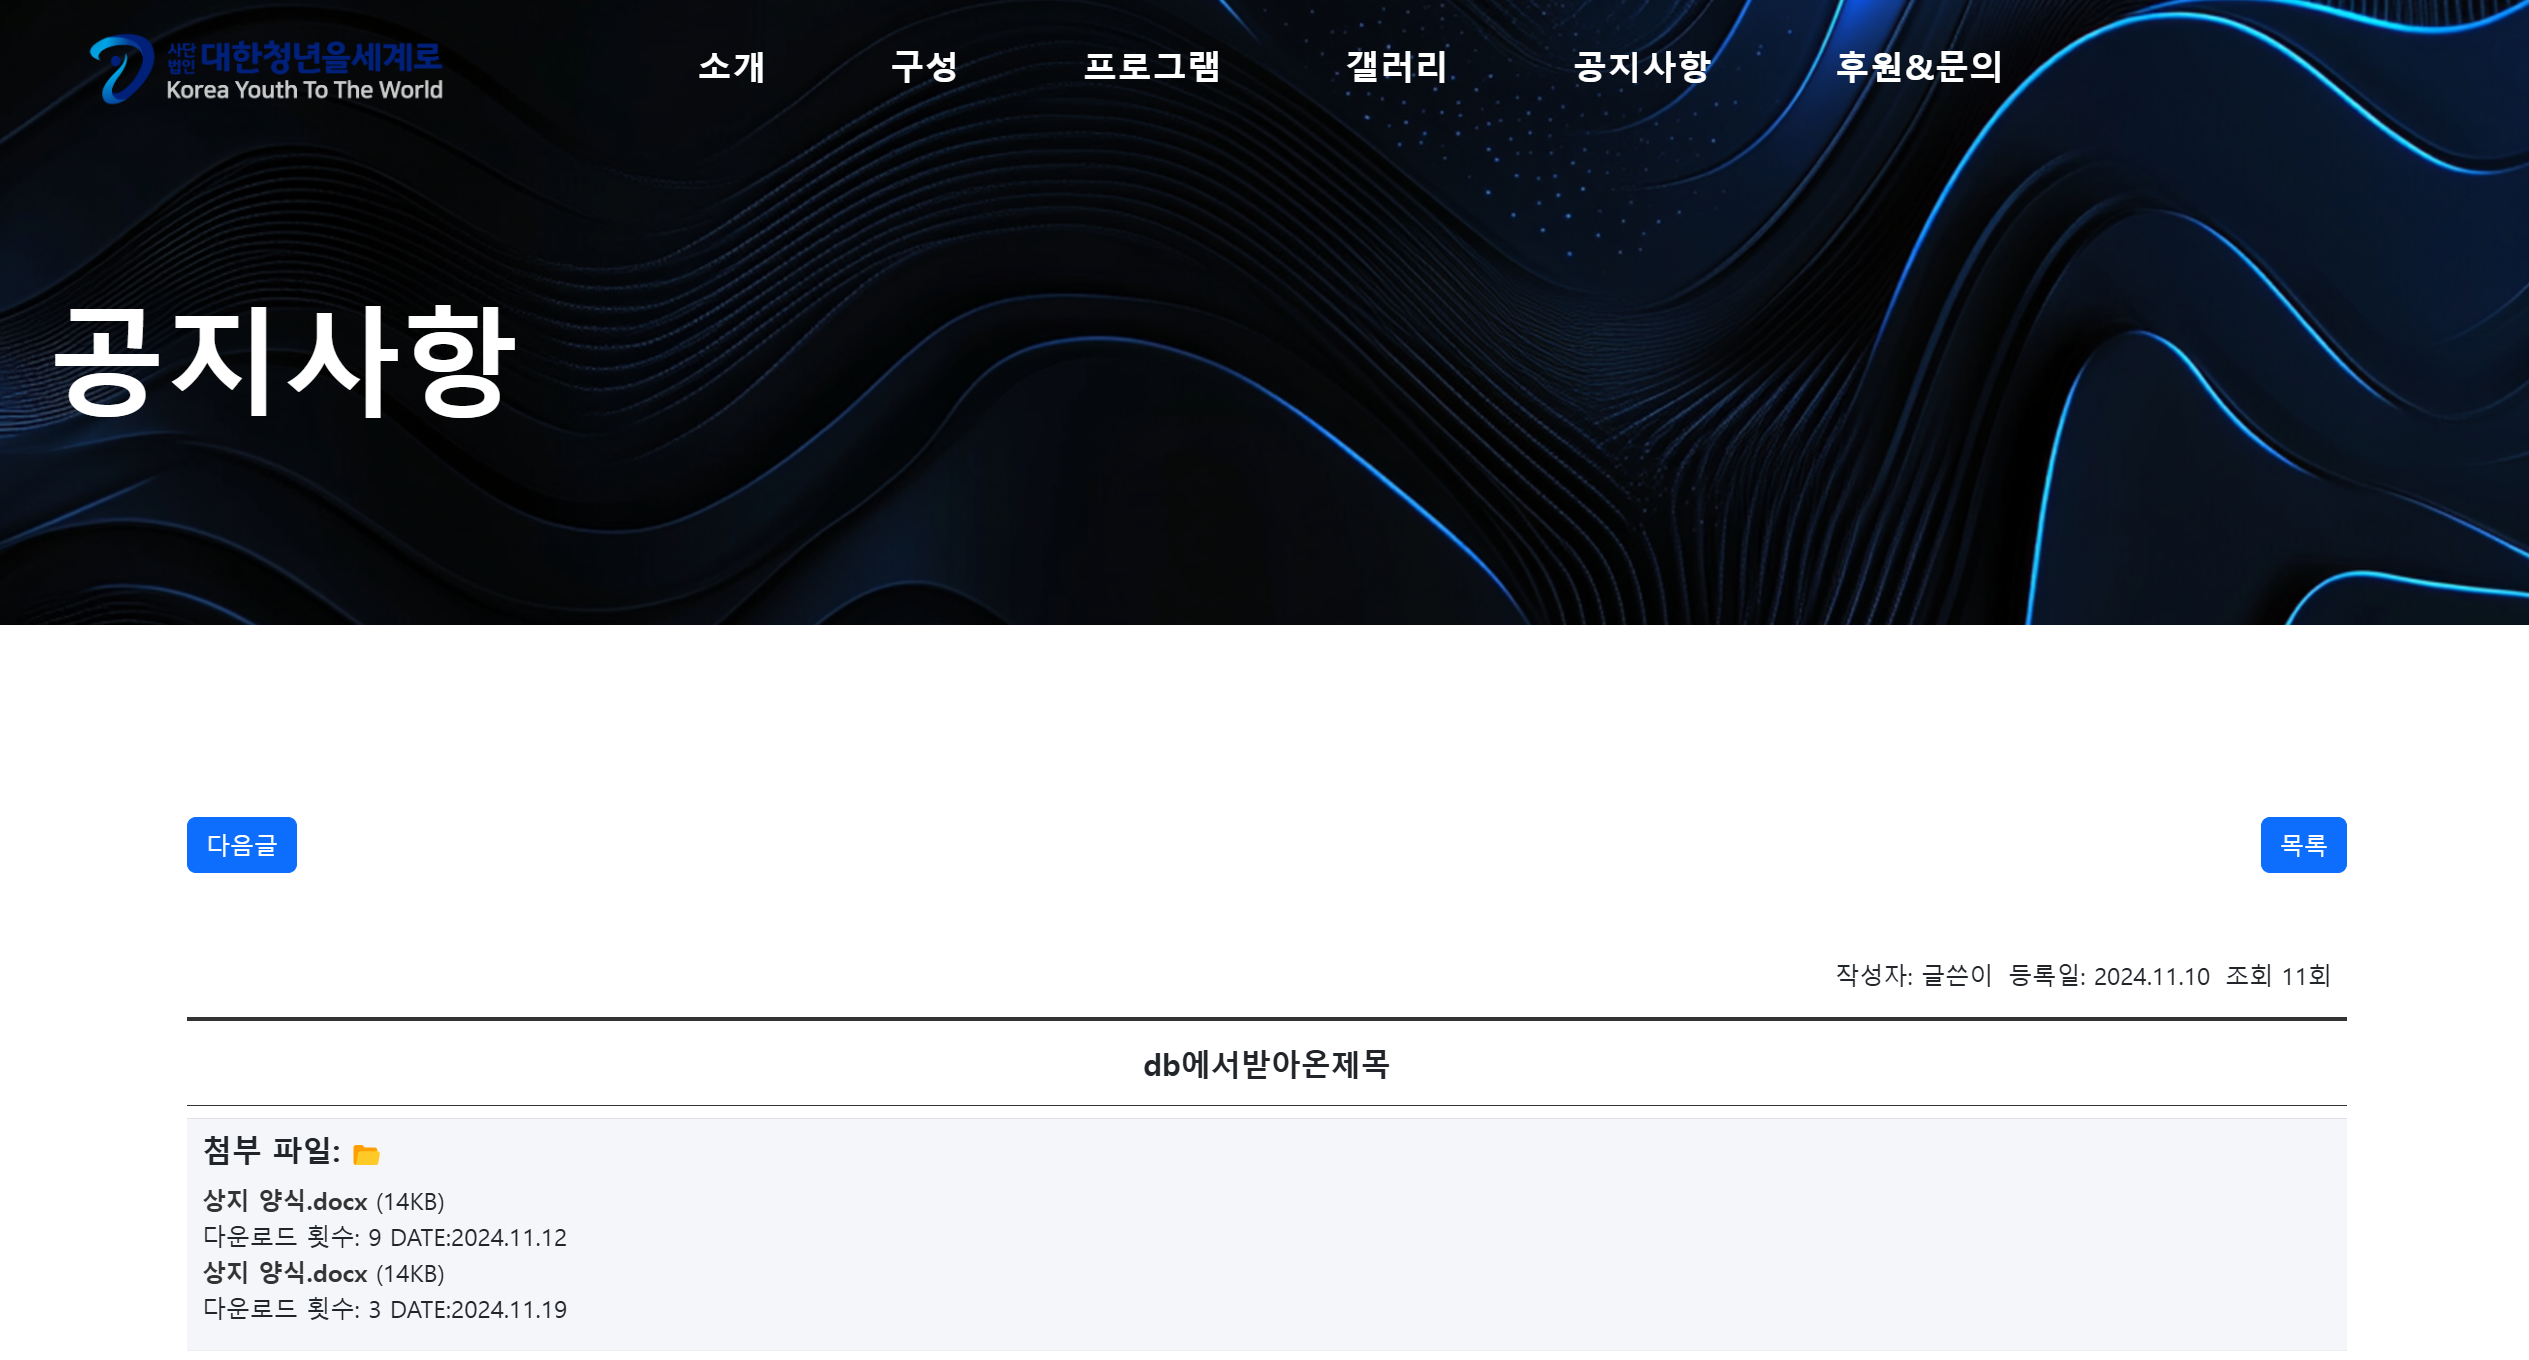 사단법인 대한청년을세계로
Korea Youth To The World
소개 구성 프로그램 갤러리 공지사항 후원&문의
공지사항
다음글 목록
작성자: 글쓴이 등록일: 2024.11.10 조회 11회
db에서받아온제목
첨부 파일:
상지 양식.docx (14KB)
다운로드 횟수: 9 DATE:2024.11.12
상지 양식.docx (14KB)
다운로드 횟수: 3 DATE:2024.11.19